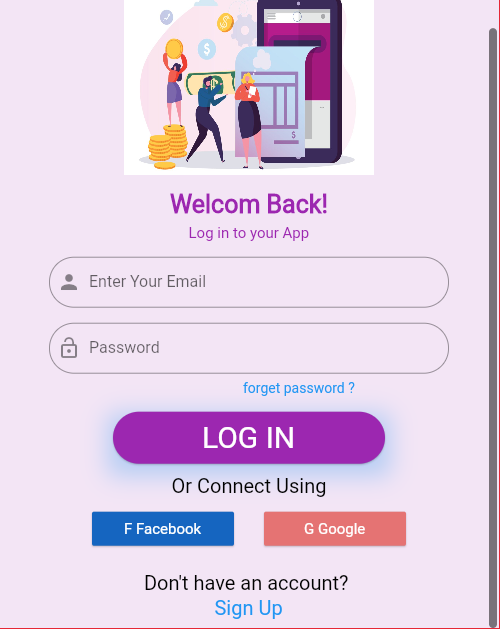 $
$
$
Welcom Back!
Log in to your App
Enter Your Email
Password
forget password ?
LOG IN
Or Connect Using
F Facebook
G Google
Don't have an account?
Sign Up